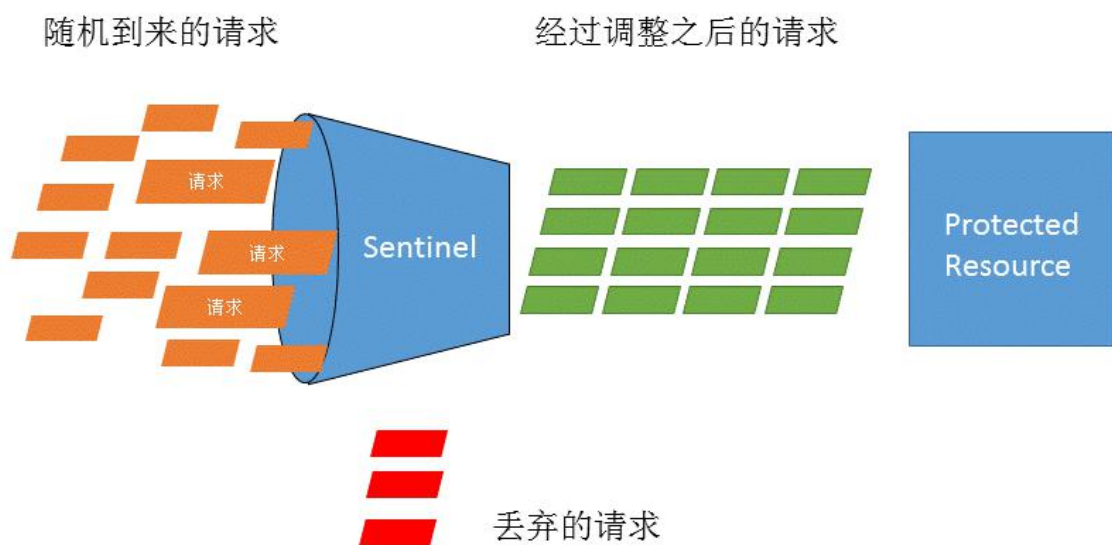 随机到来的请求
经过调整之后的请求
请求
请求
请求
Sentinel
Protected
Resource
丢弃的请求